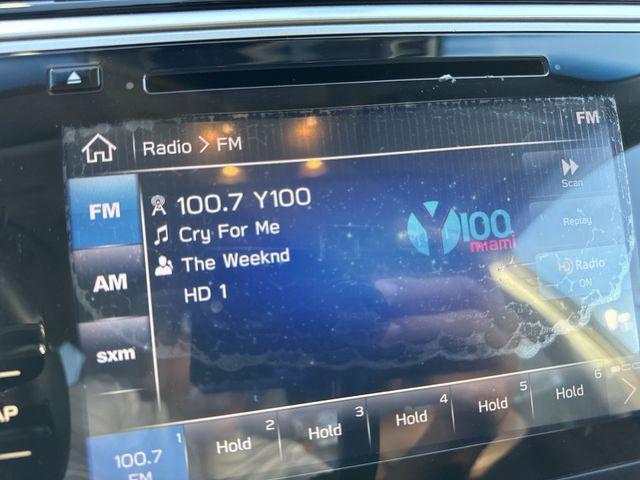 Radio > FM
FM
FM
100.7 Y100
Scan
Cry For Me
Y100
miami
Replay
The Weeknd
AM
HD 1
HD Radio
ON
sxm
AP
1
100.7
FM
2
Hold
3
Hold
4
Hold
5
Hold
6
Hold